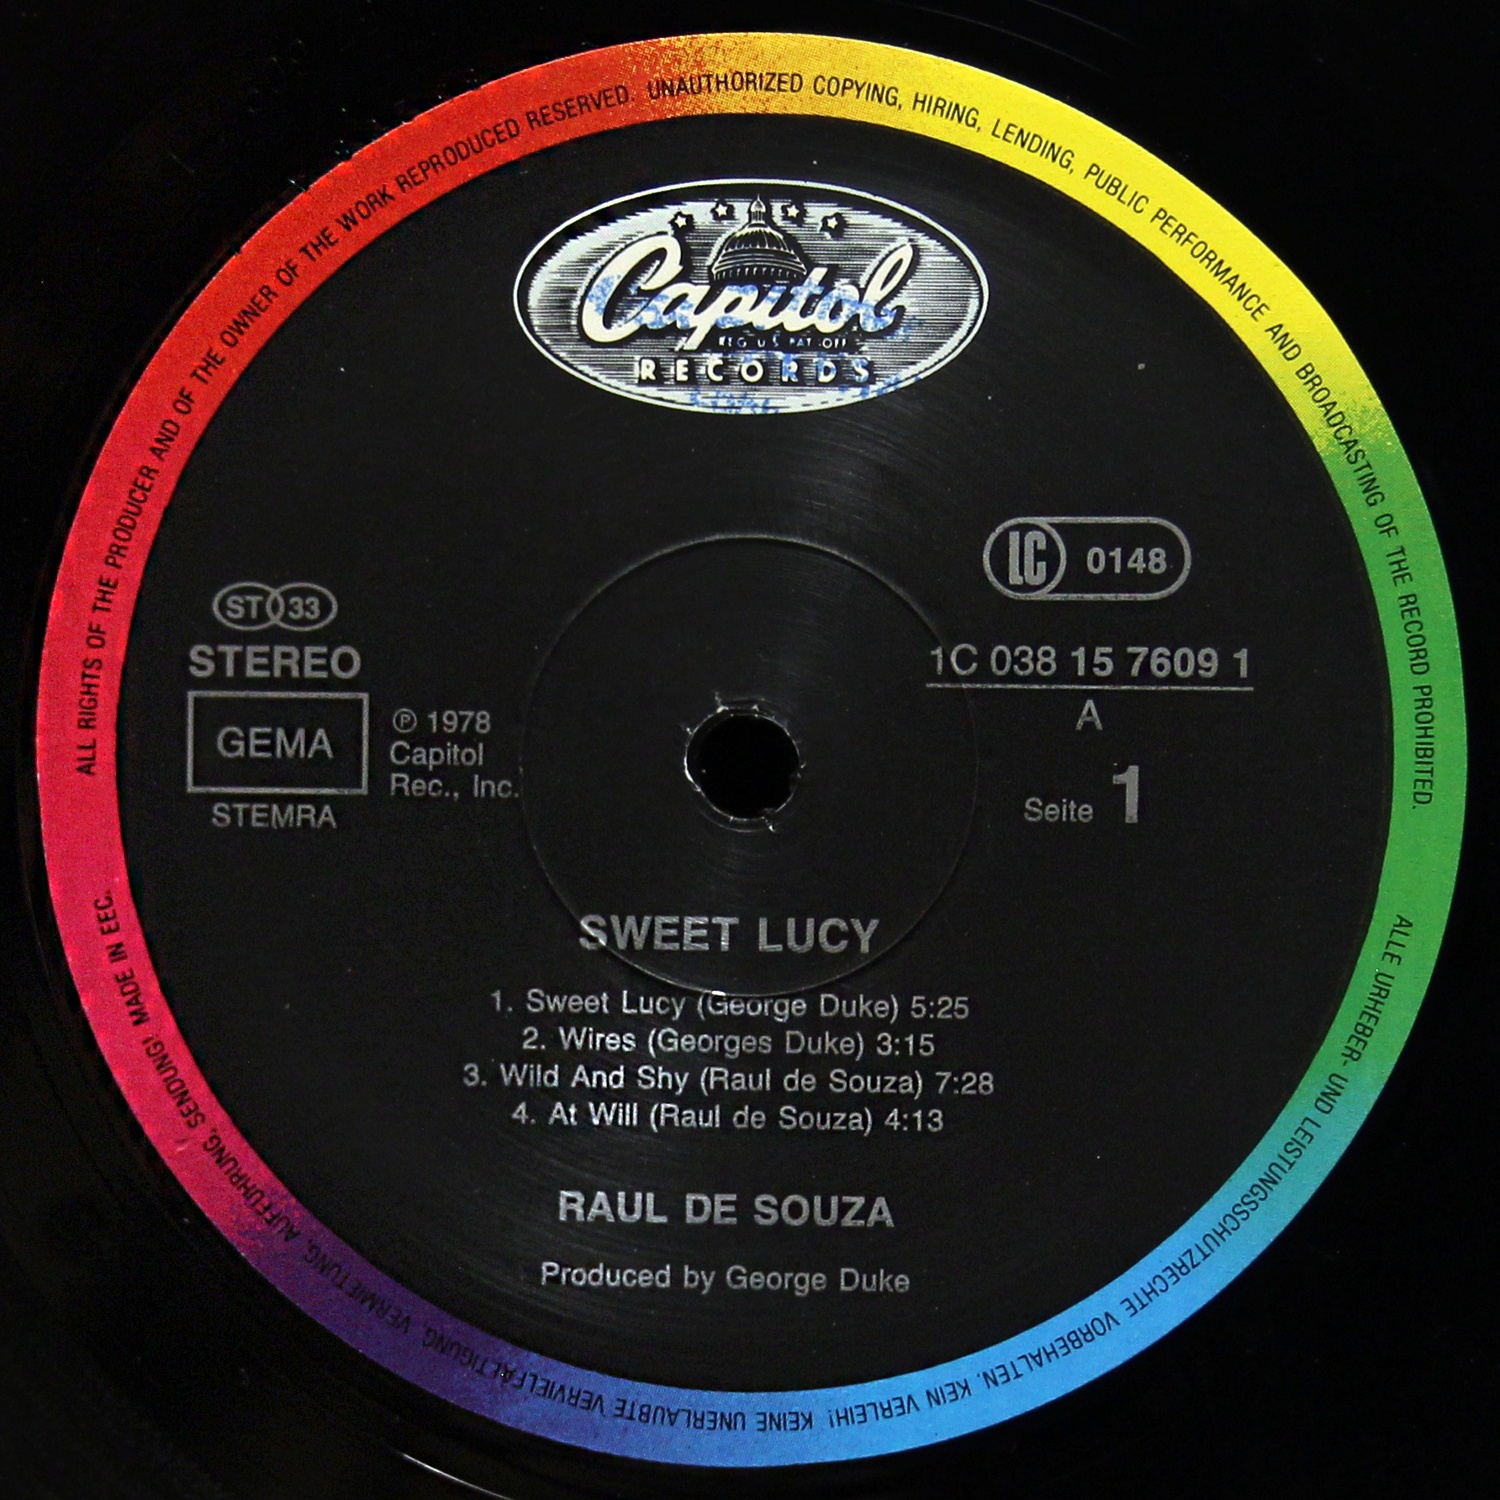 ALL RIGHTS OF THE PRODUCER AND OF THE OWNER OF THE WORK REPRODUCED RESERVED. UNAUTHORIZED COPYING, HIRING, LENDING, PUBLIC PERFORMANCE AND BROADCASTING OF THE RECORD PROHIBITED.
Capitol
REG US PAT OFF
RECORDS
LC 0148
ST 33
STEREO
GEMA
STEMRA
℗ 1978
Capitol
Rec., Inc.
1C 038 15 7609 1
A
Seite 1
SWEET LUCY
1. Sweet Lucy (George Duke) 5:25
2. Wires (Georges Duke) 3:15
3. Wild And Shy (Raul de Souza) 7:28
4. At Will (Raul de Souza) 4:13
RAUL DE SOUZA
Produced by George Duke
ALLE URHEBER- UND LEISTUNGSSCHUTZRECHTE VORBEHALTEN. KEIN VERLEIH! KEINE UNERLAUBTE VERVIELFÄLTIGUNG, VERMIETUNG, AUFFÜHRUNG, SENDUNG! MADE IN EEC.